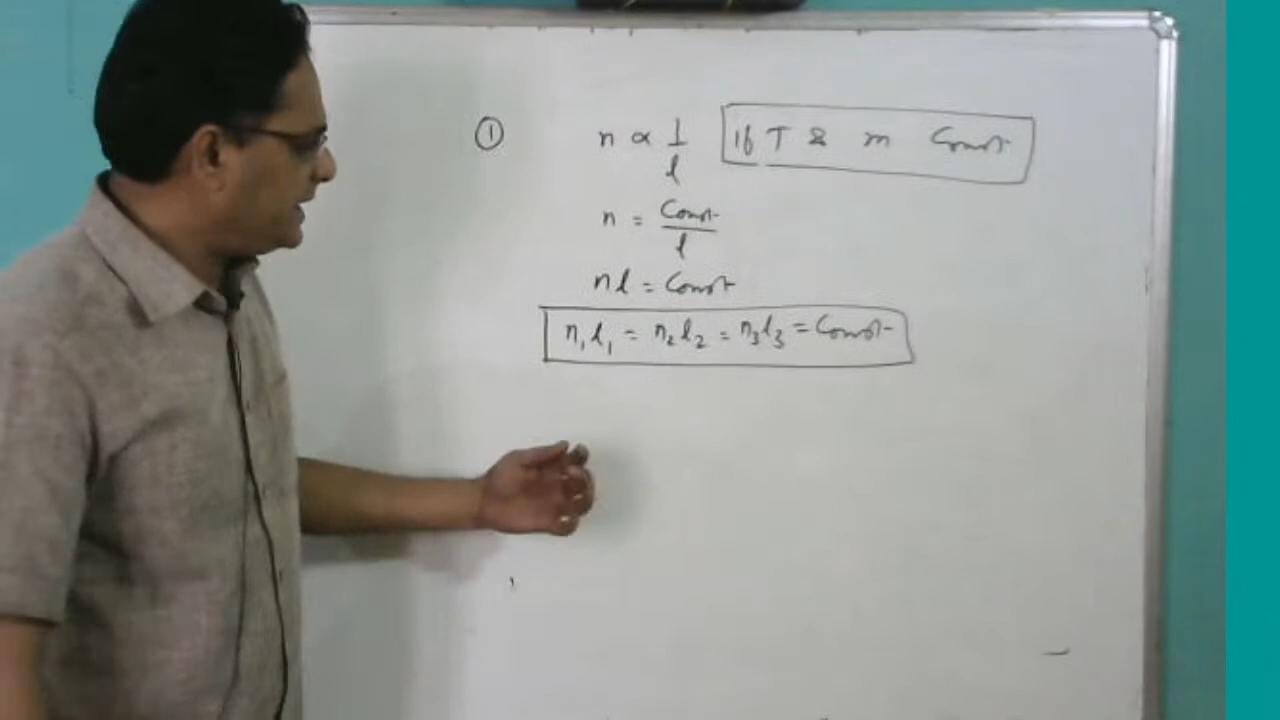 ① n ∝ 1/l If T & m Const
n = Const/l
nl = Const
n₁l₁ = n₂l₂ = n₃l₃ = Const